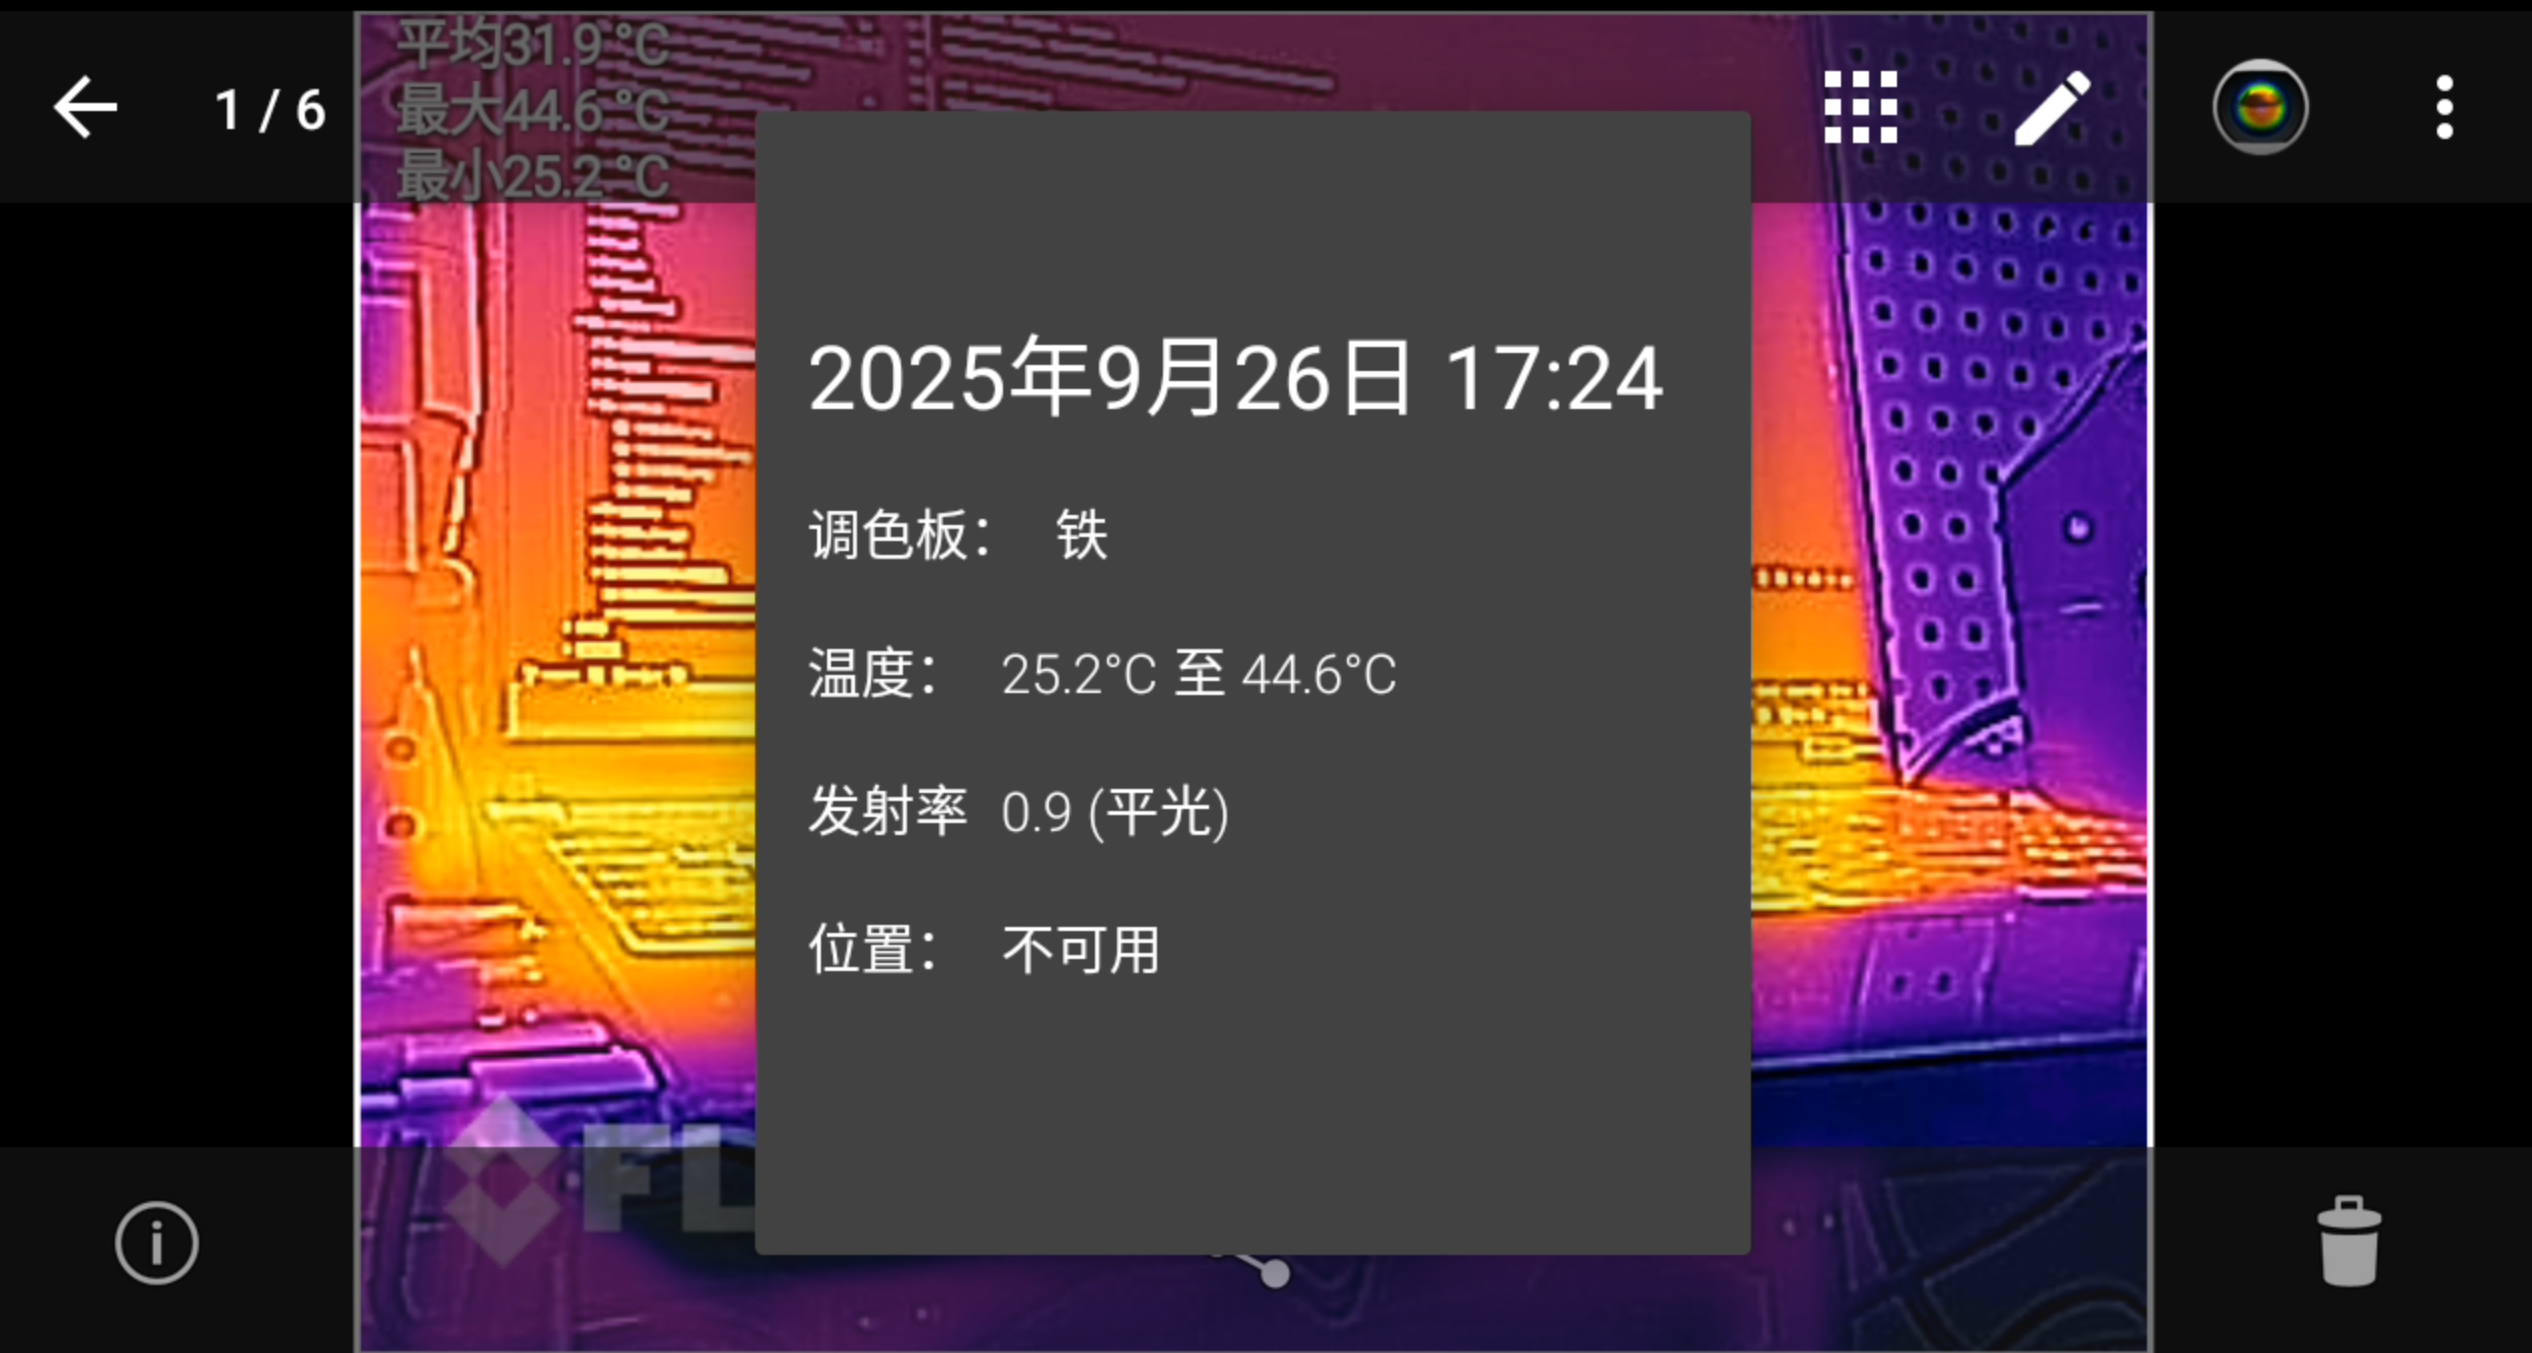 平均31.9 °C
最大44.6 °C
最小25.2 °C
1 / 6
2025年9月26日 17:24
调色板： 铁
温度： 25.2°C 至 44.6°C
发射率 0.9 (平光)
位置： 不可用
FL